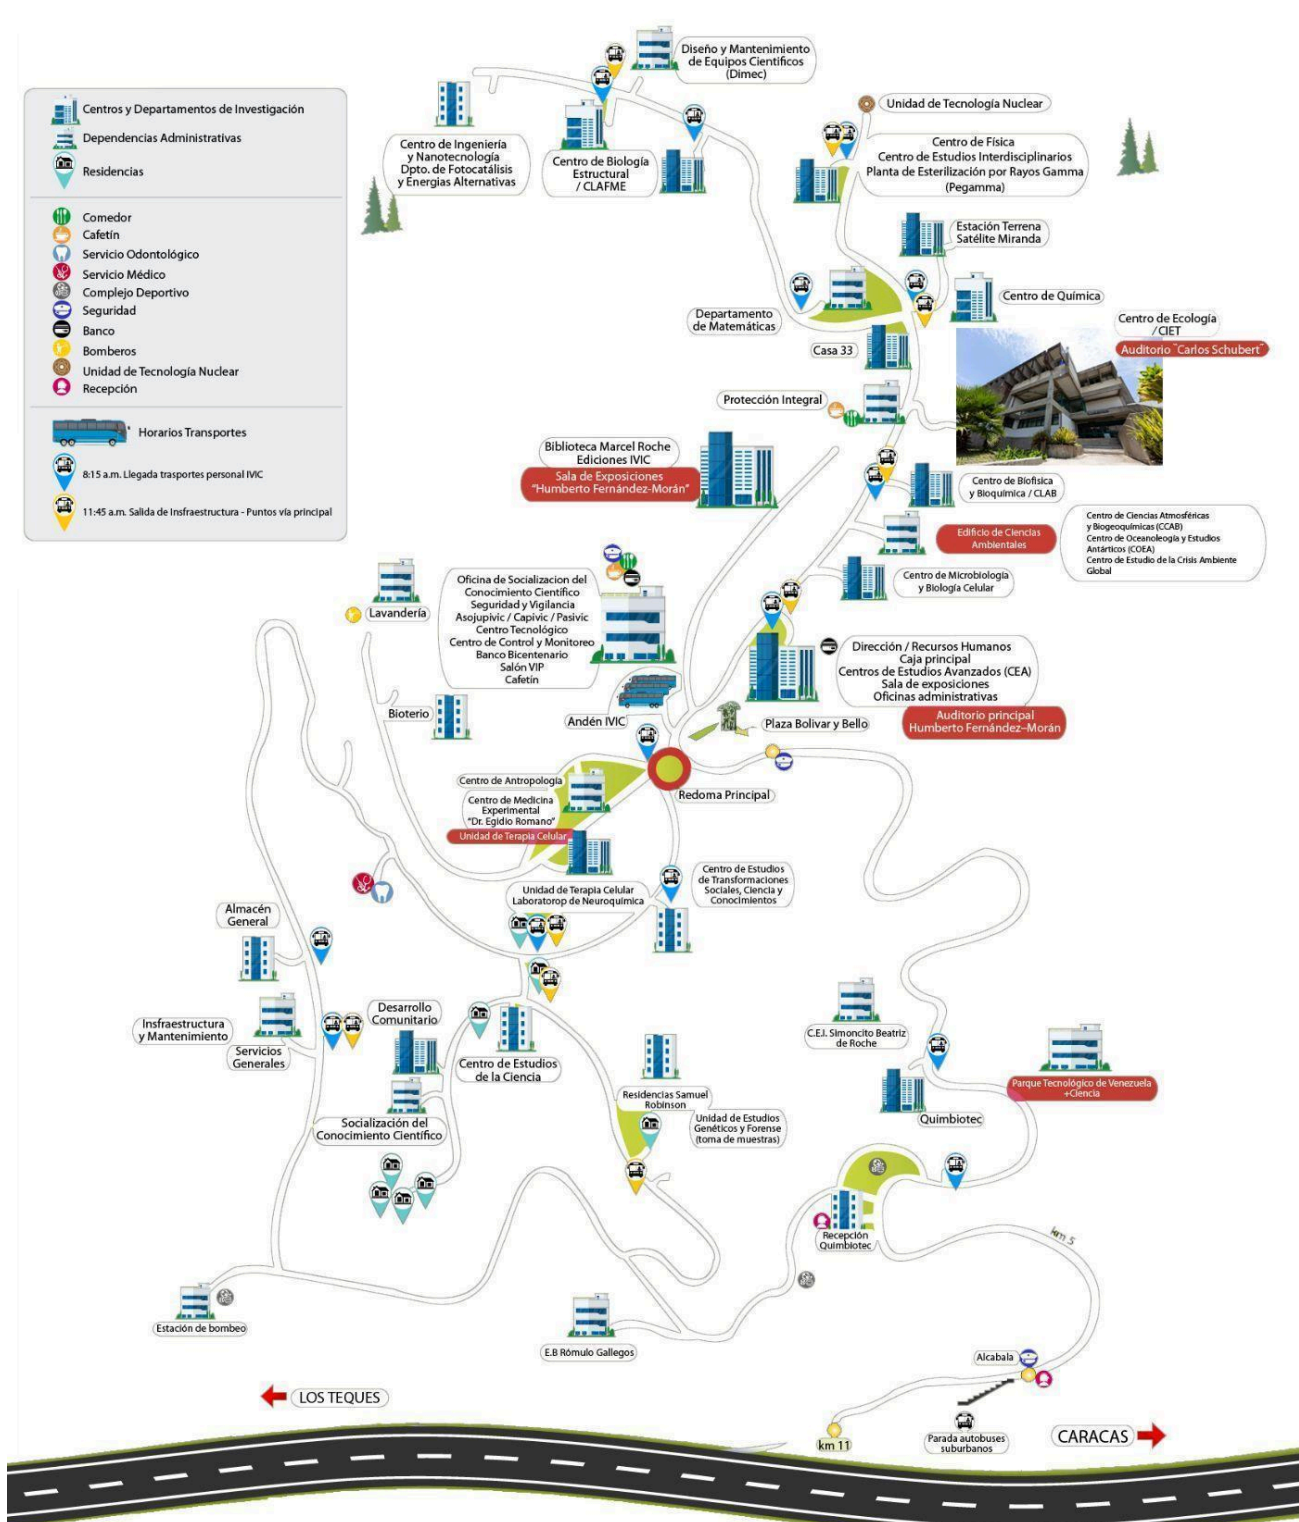 Centros y Departamentos de Investigación
Dependencias Administrativas
Residencias
Comedor
Cafetín
Servicio Odontológico
Servicio Médico
Complejo Deportivo
Seguridad
Banco
Bomberos
Unidad de Tecnología Nuclear
Recepción
Horarios Transportes
8:15 a.m. Llegada trasportes personal IVIC
11:45 a.m. Salida de Infraestructura - Puntos vía principal
Diseño y Mantenimiento
de Equipos Cientificos
(Dimec)
Centro de Ingeniería
y Nanotecnología
Dpto. de Fotocatálisis
y Energias Alternativas
Centro de Biología
Estructural
/ CLAFME
Unidad de Tecnología Nuclear
Centro de Física
Centro de Estudios Interdisciplinarios
Planta de Esterilización por Rayos Gamma
(Pegamma)
Estación Terrena
Satélite Miranda
Centro de Química
Departamento
de Matemáticas
Casa 33
Centro de Ecología
/ CIET
Auditorio ¨Carlos Schubert¨
Protección Integral
Biblioteca Marcel Roche
Ediciones IVIC
Sala de Exposiciones
"Humberto Fernández-Morán"
Centro de Biofisica
y Bioquímica / CLAB
Edificio de Ciencias
Ambientales
Centro de Ciencias Atmosféricas
y Biogeoquímicas (CCAB)
Centro de Oceanoleogía y Estudios
Antárticos (COEA)
Centro de Estudio de la Crisis Ambiente
Global
Centro de Microbiología
y Biología Celular
Lavandería
Oficina de Socializacion del
Conocimiento Científico
Seguridad y Vigilancia
Asojupivic / Capivic / Pasivic
Centro Tecnológico
Centro de Control y Monitoreo
Banco Bicentenario
Salón VIP
Cafetín
Dirección / Recursos Humanos
Caja principal
Centros de Estudios Avanzados (CEA)
Sala de exposiciones
Oficinas administrativas
Auditorio principal
Humberto Fernández–Morán
Bioterio
Andén IVIC
Plaza Bolivar y Bello
Redoma Principal
Centro de Antropología
Centro de Medicina
Experimental
"Dr. Egidio Romano"
Unidad de Terapia Celular
Unidad de Terapia Celular
Laboratorop de Neuroquimica
Centro de Estudios
de Transformaciones
Sociales, Ciencia y
Conocimientos
Almacén
General
Insfraestructura
y Mantenimiento
Servicios
Generales
Desarrollo
Comunitario
Centro de Estudios
de la Ciencia
Socialización del
Conocimiento Científico
Residencias Samuel
Robinson
Unidad de Estudios
Genéticos y Forense
(toma de muestras)
C.E.I. Simoncito Beatriz
de Roche
Quimbiotec
Parque Tecnológico de Venezuela
+Ciencia
Recepción
Quimbiotec
km 5
Estación de bombeo
E.B Rómulo Gallegos
Alcabala
km 11
Parada autobuses
suburbanos
LOS TEQUES
CARACAS